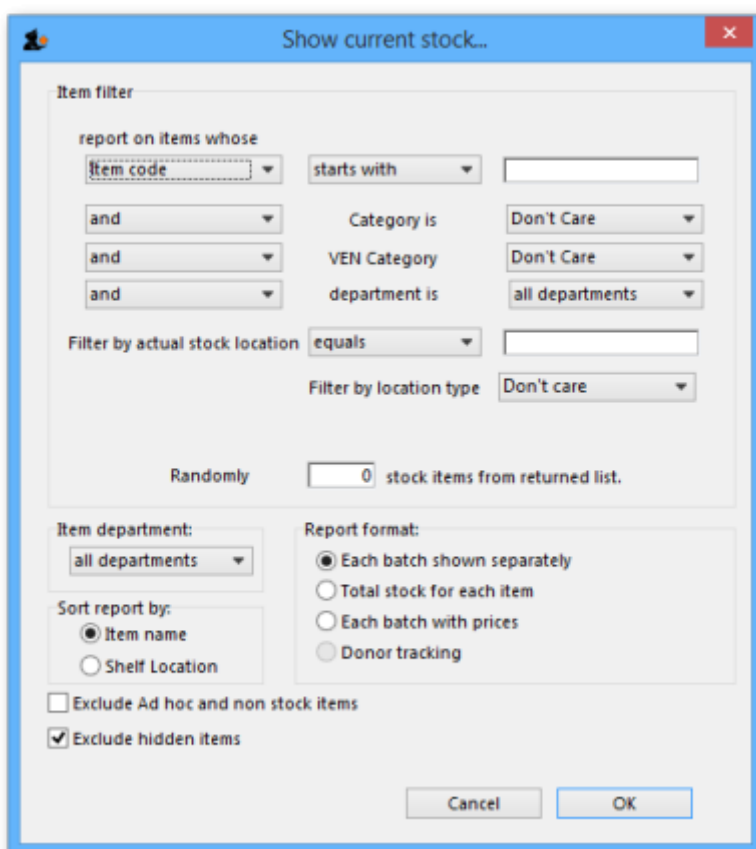 Show current stock...
Item filter
report on items whose
Item code starts with
and Category is Don't Care
and VEN Category Don't Care
and department is all departments
Filter by actual stock location equals
Filter by location type Don't care
Randomly 0 stock items from returned list.
Item department:
all departments
Sort report by:
Item name
Shelf Location
Report format:
Each batch shown separately
Total stock for each item
Each batch with prices
Donor tracking
Exclude Ad hoc and non stock items
Exclude hidden items
Cancel OK